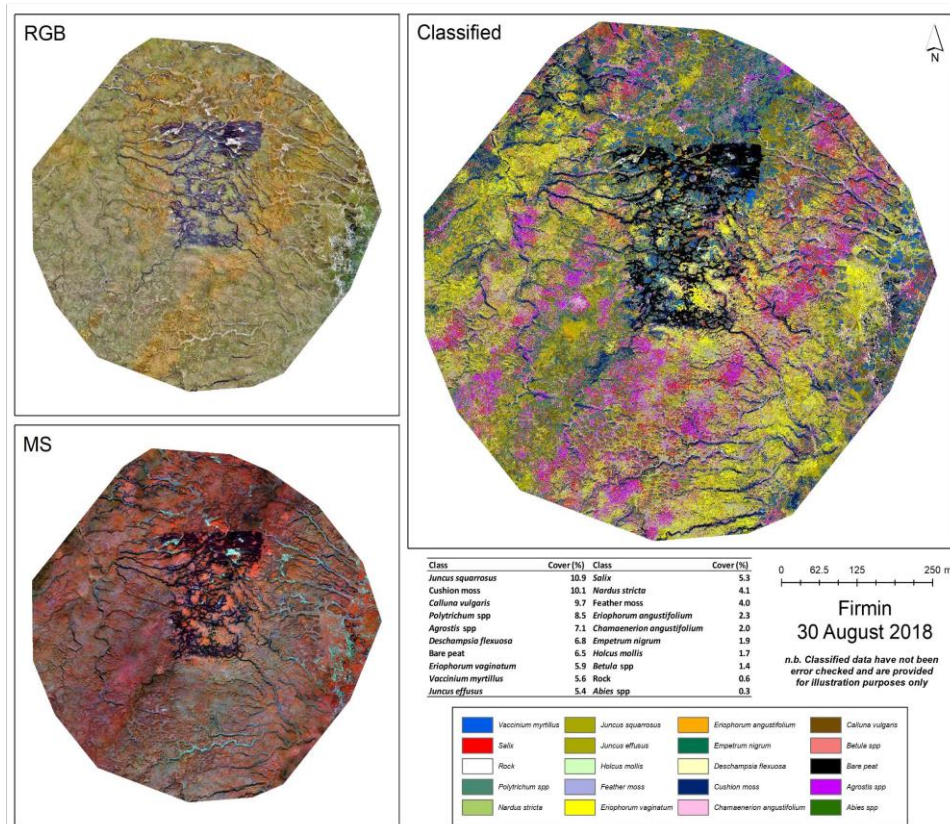 RGB
Classified
N
MS
Class Cover (%) Class Cover (%)
Juncus squarrosus 10.9 Salix 5.3
Cushion moss 10.1 Nardus stricta 4.1
Calluna vulgaris 9.7 Feather moss 4.0
Polytrichum spp 8.5 Eriophorum angustifolium 2.3
Agrostis spp 7.1 Chamaenerion angustifolium 2.0
Deschampsia flexuosa 6.8 Empetrum nigrum 1.9
Bare peat 6.5 Holcus mollis 1.7
Eriophorum vaginatum 5.9 Betula spp 1.4
Vaccinium myrtillus 5.6 Rock 0.6
Juncus effusus 5.4 Abies spp 0.3
0 62.5 125 250 m
Firmin
30 August 2018
n.b. Classified data have not been
error checked and are provided
for illustration purposes only
Vaccinium myrtillus Juncus squarrosus Eriophorum angustifolium Calluna vulgaris
Salix Juncus effusus Empetrum nigrum Betula spp
Rock Holcus mollis Deschampsia flexuosa Bare peat
Polytrichum spp Feather moss Cushion moss Agrostis spp
Nardus stricta Eriophorum vaginatum Chamaenerion angustifolium Abies spp